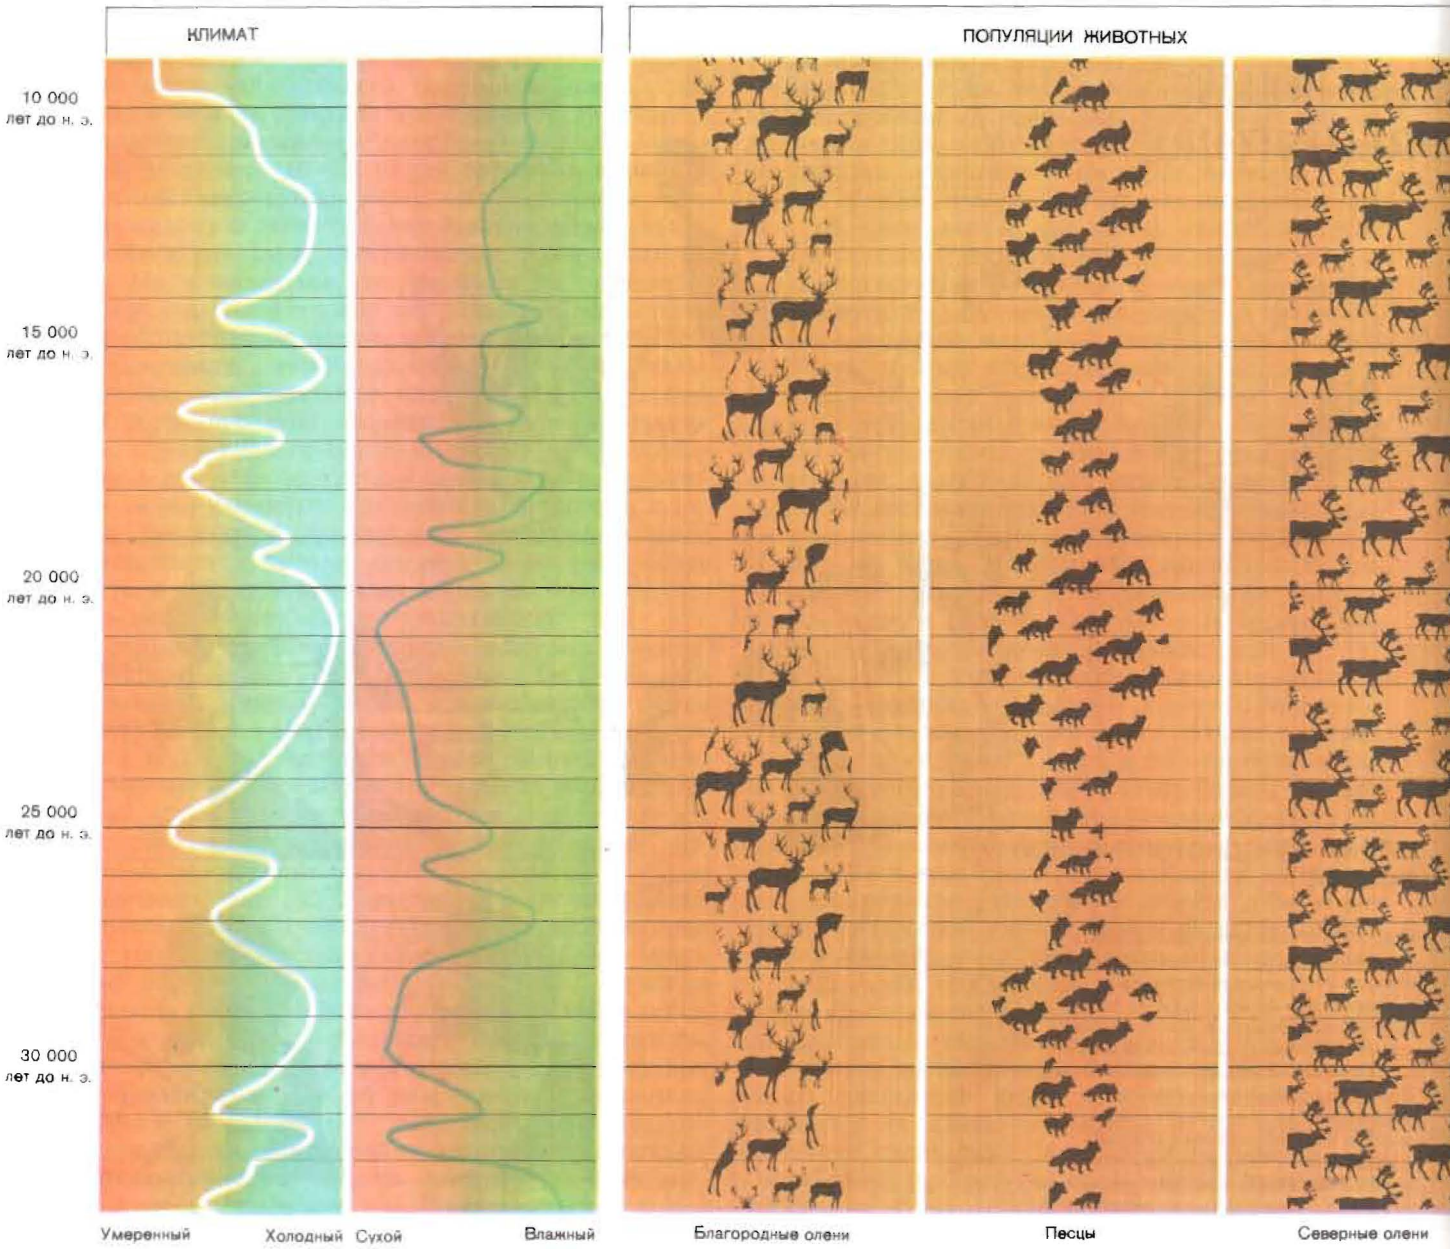 КЛИМАТ
ПОПУЛЯЦИИ ЖИВОТНЫХ
10 000
лет до н. э.
15 000
лет до н. э.
20 000
лет до н. э.
25 000
лет до н. э.
30 000
лет до н. э.
Умеренный
Холодный
Сухой
Влажный
Благородные олени
Песцы
Северные олени